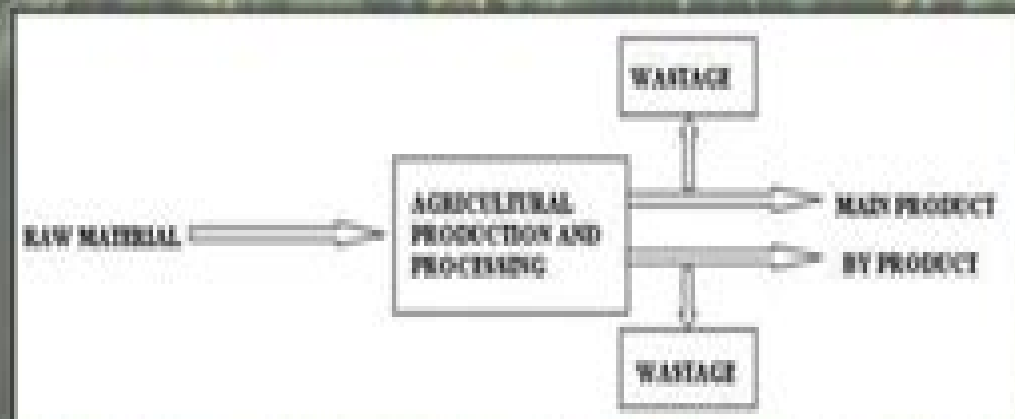 WASTAGE
RAW MATERIAL
AGRICULTURAL
PRODUCTION AND
PROCESSING
MAIN PRODUCT
BY PRODUCT
WASTAGE